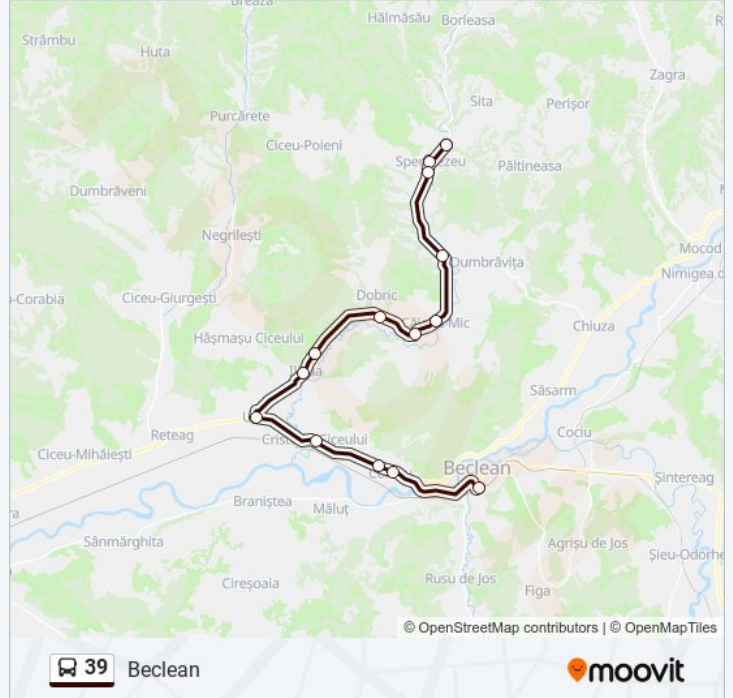 Breaza
Hălmăsău
Borleasa
Strâmbu
Huta
Zagra
Sita
Perișor
Purcărete
Ciceu-Poieni
Păltineasa
Dumbrăveni
Negrilești
Mocod
Dumbrăvița
Nimigea d
-Corabia
Ciceu-Giurgești
Dobric
Mic
Chiuza
Hășmașu Ciceului
Săsarm
Reteag
Ciceului
Cociu
Ciceu-Mihăiești
Beclean
Șintereag
Braniștea
Măluț
Sânmărghita
Agrișu de Jos
Șieu-Odorhe
Cireșoaia
Rusu de Jos
Figa
© OpenStreetMap contributors | © OpenMapTiles
39 Beclean
moovit